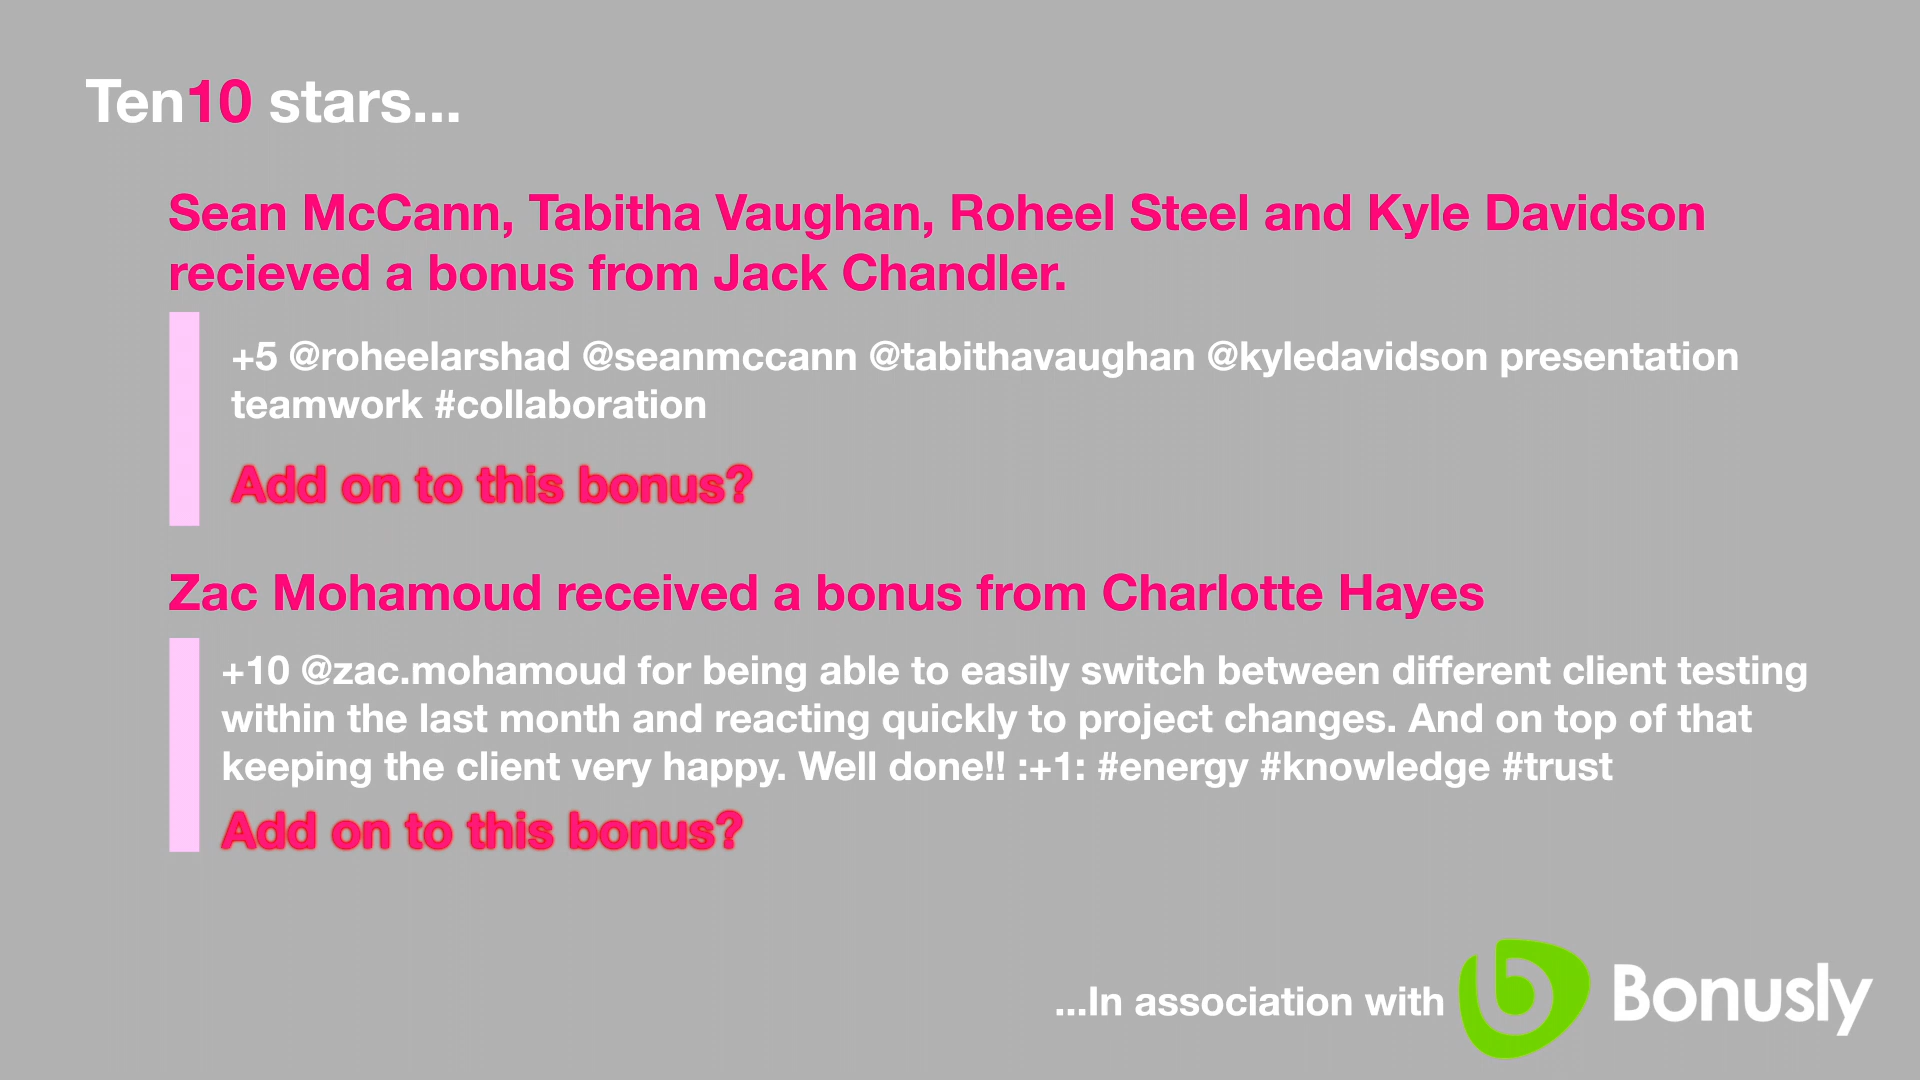 Ten10 stars...
Sean McCann, Tabitha Vaughan, Roheel Steel and Kyle Davidson
recieved a bonus from Jack Chandler.
+5 @roheelarshad @seanmccann @tabithavaughan @kyledavidson presentation
teamwork #collaboration
Add on to this bonus?
Zac Mohamoud received a bonus from Charlotte Hayes
+10 @zac.mohamoud for being able to easily switch between different client testing
within the last month and reacting quickly to project changes. And on top of that
keeping the client very happy. Well done!! :+1: #energy #knowledge #trust
Add on to this bonus?
...In association with Bonusly